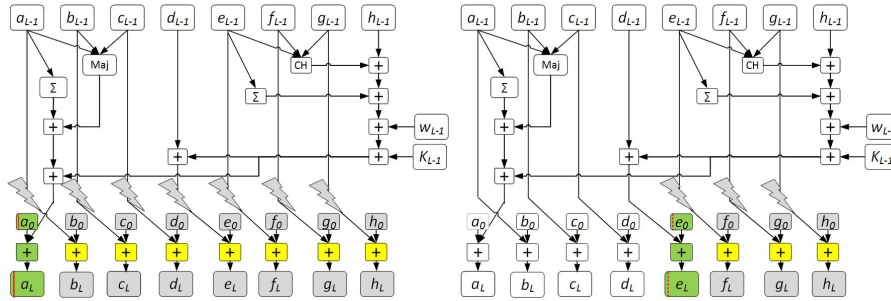 a_{L-1} b_{L-1} c_{L-1} d_{L-1} e_{L-1} f_{L-1} g_{L-1} h_{L-1} a_{L-1} b_{L-1} c_{L-1} d_{L-1} e_{L-1} f_{L-1} g_{L-1} h_{L-1}
Maj CH + Maj CH +
Σ Σ + Σ Σ +
+ + w_{L-1} + + w_{L-1}
+ + K_{L-1} + + K_{L-1}
+ +
a_0 b_0 c_0 d_0 e_0 f_0 g_0 h_0 a_0 b_0 c_0 d_0 e_0 f_0 g_0 h_0
+ + + + + + + + + + + + + + + +
a_L b_L c_L d_L e_L f_L g_L h_L a_L b_L c_L d_L e_L f_L g_L h_L